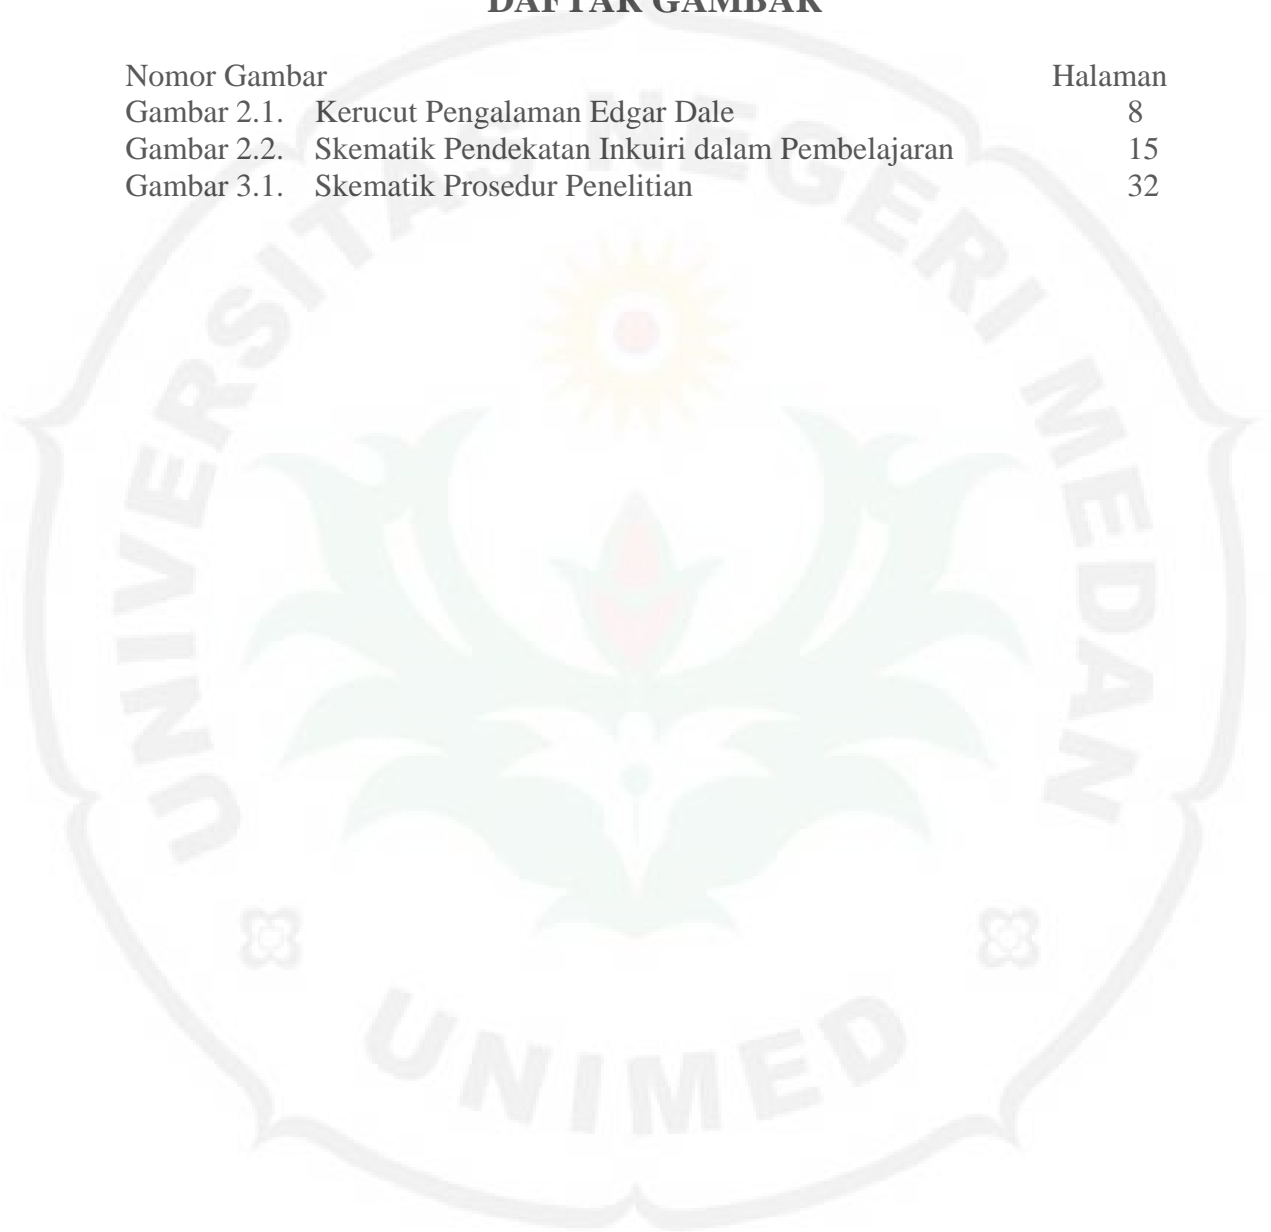 DAFTAR GAMBAR
Nomor Gambar Halaman
Gambar 2.1. Kerucut Pengalaman Edgar Dale 8
Gambar 2.2. Skematik Pendekatan Inkuiri dalam Pembelajaran 15
Gambar 3.1. Skematik Prosedur Penelitian 32
UNIVERSITAS NEGERI MEDAN
UNIMED